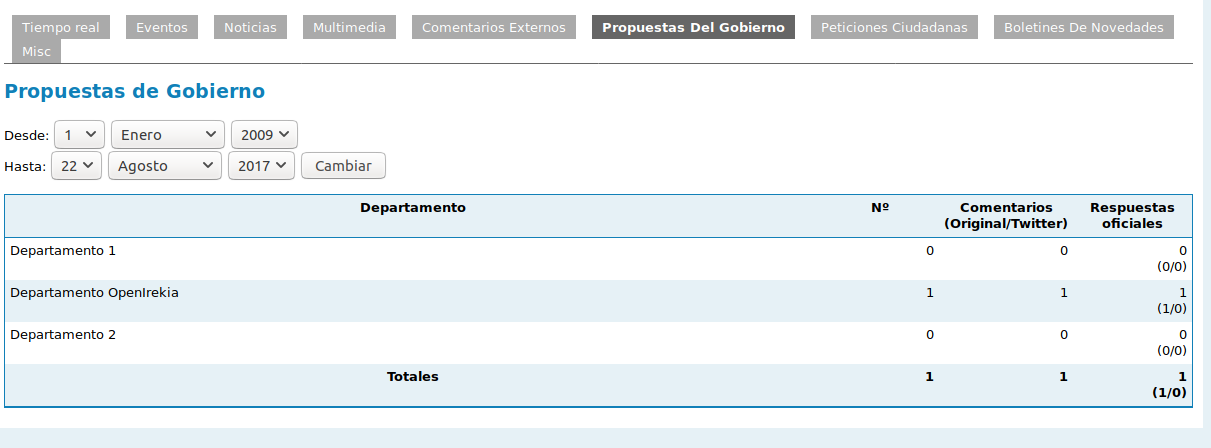 Tiempo real Eventos Noticias Multimedia Comentarios Externos Propuestas Del Gobierno Peticiones Ciudadanas Boletines De Novedades
Misc
Propuestas de Gobierno
Desde: 1 Enero 2009
Hasta: 22 Agosto 2017 Cambiar
Departamento Nº Comentarios Respuestas
(Original/Twitter) oficiales
Departamento 1 0 0 0
(0/0)
Departamento OpenIrekia 1 1 1
(1/0)
Departamento 2 0 0 0
(0/0)
Totales 1 1 1
(1/0)